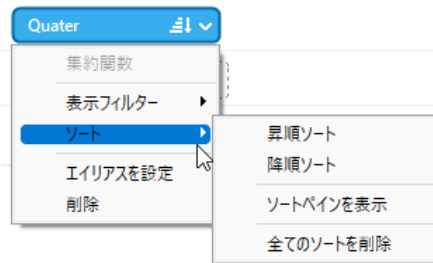 Quater
集約関数
表示フィルター
ソート
エイリアスを設定
削除
昇順ソート
降順ソート
ソートペインを表示
全てのソートを削除